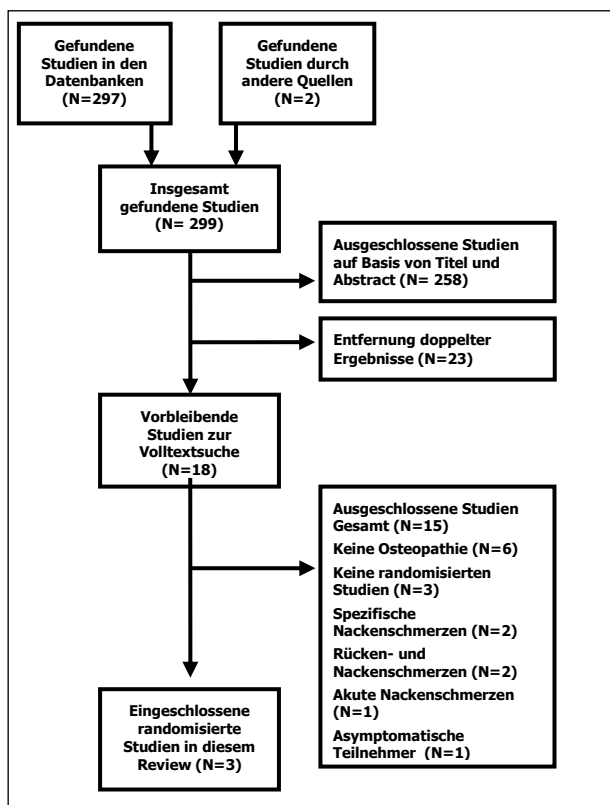 Gefundene
Studien in den
Datenbanken
(N=297)
Gefundene
Studien durch
andere Quellen
(N=2)
Insgesamt
gefundene Studien
(N= 299)
Ausgeschlossene Studien
auf Basis von Titel und
Abstract (N= 258)
Entfernung doppelter
Ergebnisse (N=23)
Vorbleibende
Studien zur
Volltextsuche
(N=18)
Ausgeschlossene Studien
Gesamt (N=15)
Keine Osteopathie (N=6)
Keine randomisierten
Studien (N=3)
Spezifische
Nackenschmerzen (N=2)
Rücken- und
Nackenschmerzen (N=2)
Akute Nackenschmerzen
(N=1)
Asymptomatische
Teilnehmer (N=1)
Eingeschlossene
randomisierte
Studien in diesem
Review (N=3)